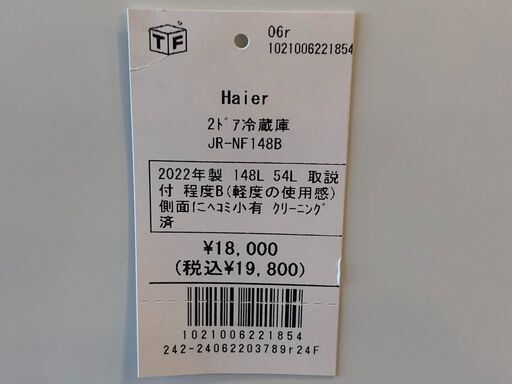 TF
06r
1021006221854
Haier
2ﾄﾞｱ冷蔵庫
JR-NF148B
2022年製 148L 54L 取説
付 程度B(軽度の使用感)
側面にﾍｺﾐ小有 ｸﾘｰﾆﾝｸﾞ
済
¥18,000
(税込¥19,800)
1021006221854
242-24062203789r24F